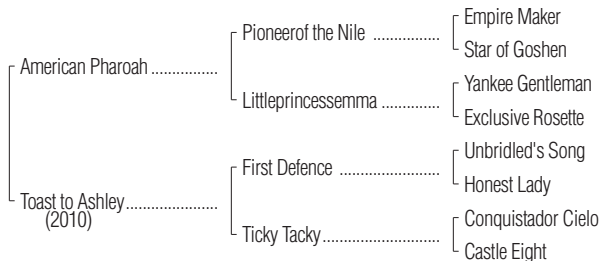 Empire Maker
Pioneerof the Nile ................
Star of Goshen
American Pharoah ................
Yankee Gentleman
Littleprincessemma ..............
Exclusive Rosette
Unbridled's Song
First Defence ........................
Honest Lady
Toast to Ashley......................
(2010)
Conquistador Cielo
Ticky Tacky............................
Castle Eight